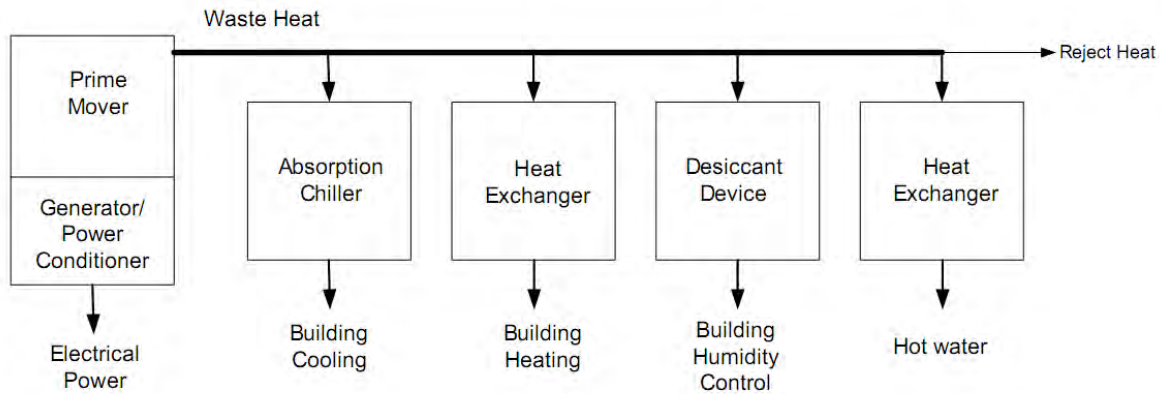 Waste Heat
Reject Heat
Prime
Mover
Generator/
Power
Conditioner
Electrical
Power
Absorption
Chiller
Building
Cooling
Heat
Exchanger
Building
Heating
Desiccant
Device
Building
Humidity
Control
Heat
Exchanger
Hot water